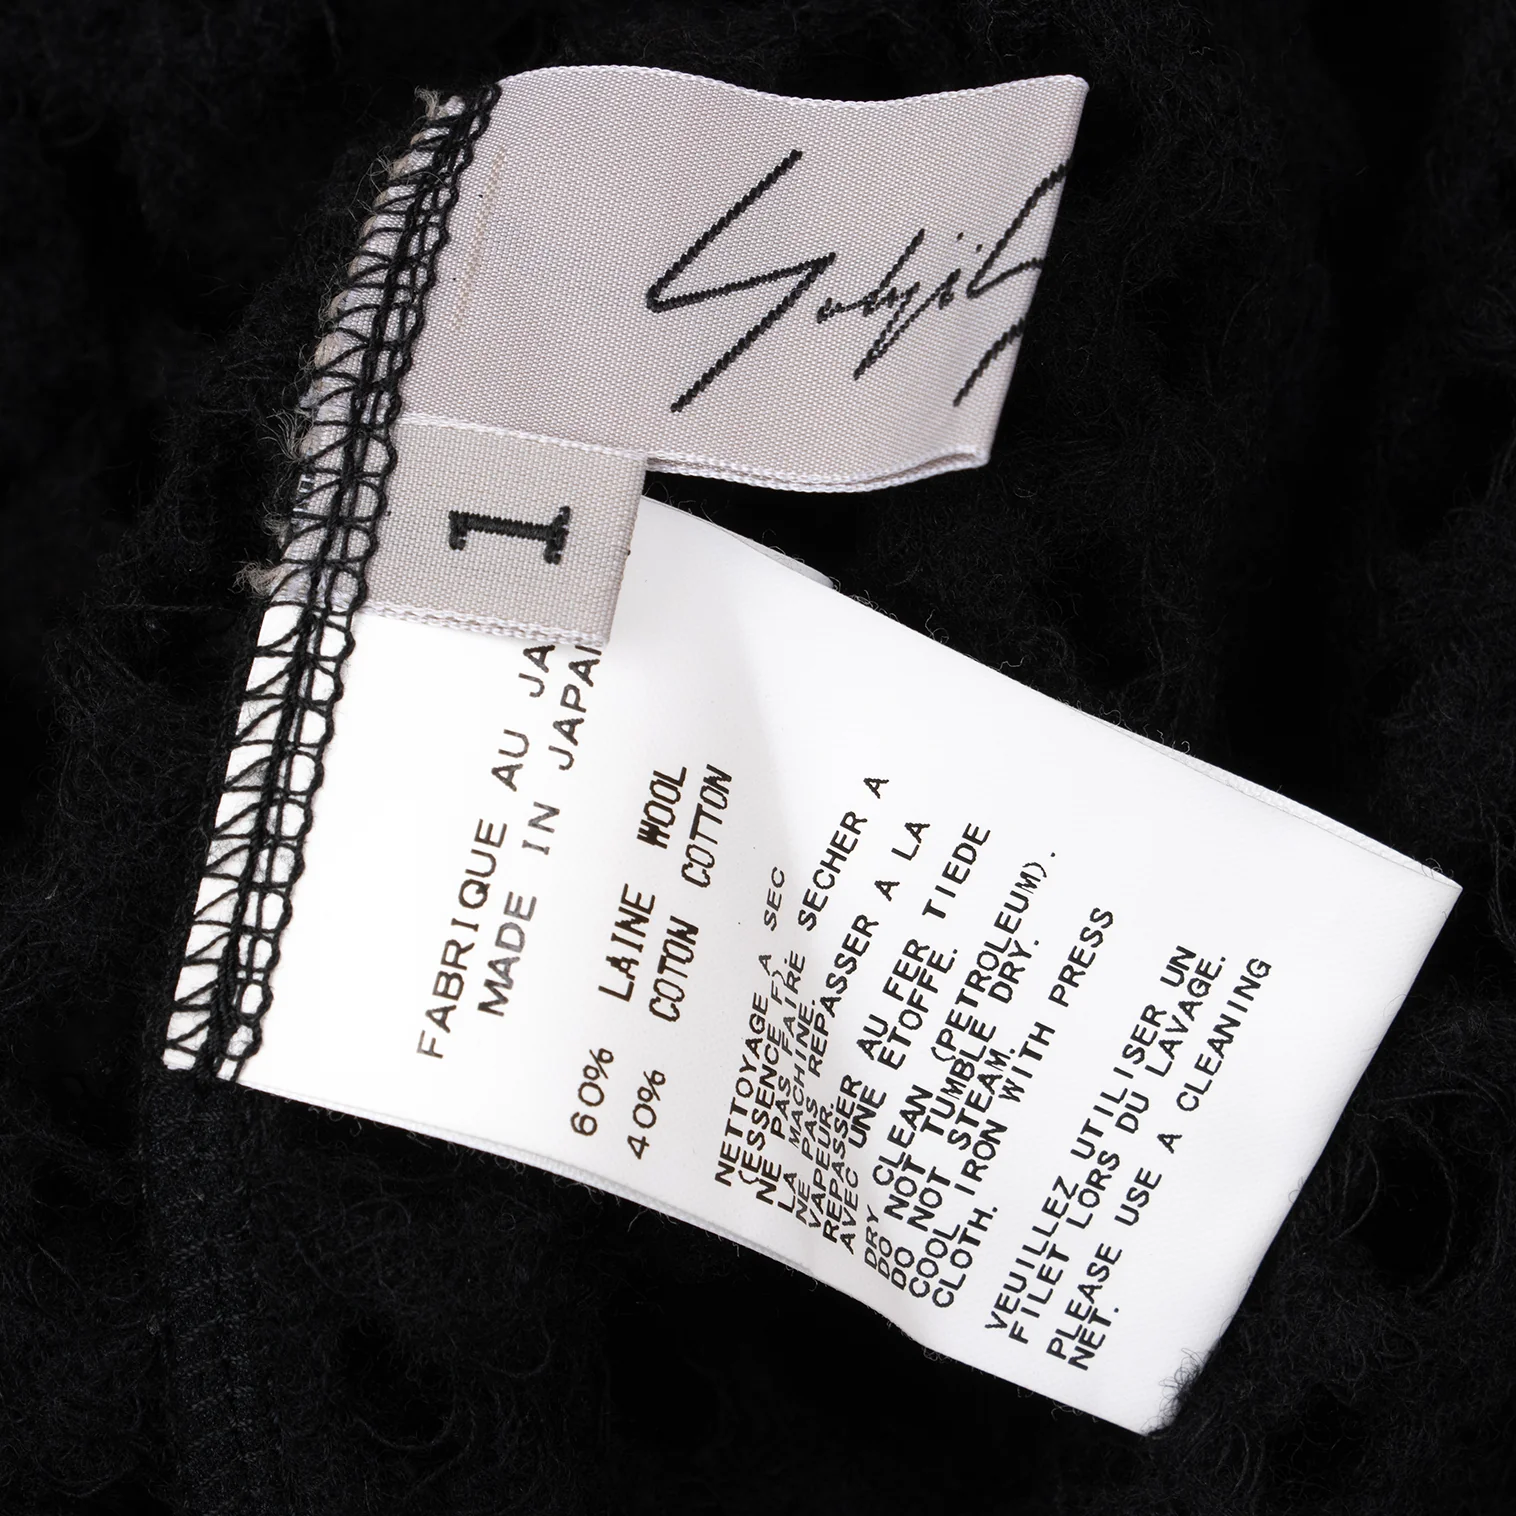 1
FABRIQUE AU JA
MADE IN JAPAN
60% LAINE WOOL
40% COTON COTTON
NETTOYAGE A SEC
(ESSENCE F)
NE PAS FAIRE SECHER A
LA MACHINE.
NE PAS REPASSER A LA
VAPEUR.
REPASSER AU FER TIEDE
AVEC UNE ETOFFE.
DRY CLEAN (PETROLEUM).
DO NOT TUMBLE DRY.
DO NOT STEAM.
COOL IRON WITH PRESS
CLOTH.
VEUILLEZ UTILISER UN
FILET LORS DU LAVAGE.
PLEASE USE A CLEANING
NET.